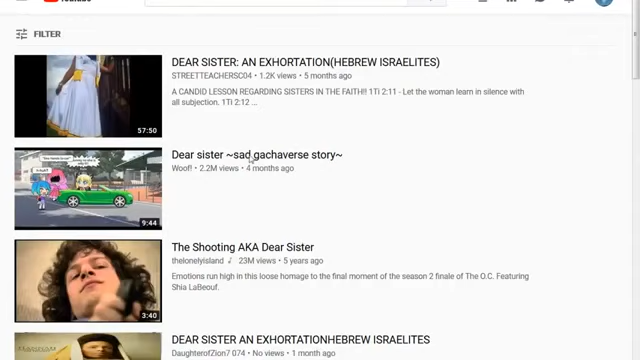 FILTER
DEAR SISTER: AN EXHORTATION(HEBREW ISRAELITES)
STREETTEACHERSC04 • 1.2K views • 5 months ago
A CANDID LESSON REGARDING SISTERS IN THE FAITH!! 1Ti 2:11 - Let the woman learn in silence with
all subjection. 1Ti 2:12 ...
57:50
Dear sister ~sad gachaverse story~
Woof! • 2.2M views • 4 months ago
9:44
The Shooting AKA Dear Sister
thelonelyisland ♪ 23M views • 5 years ago
Emotions run high in this loose homage to the final moment of the season 2 finale of The O.C. Featuring
Shia LaBeouf.
3:40
DEAR SISTER AN EXHORTATIONHEBREW ISRAELITES
DaughterofZion7 074 • No views • 1 month ago